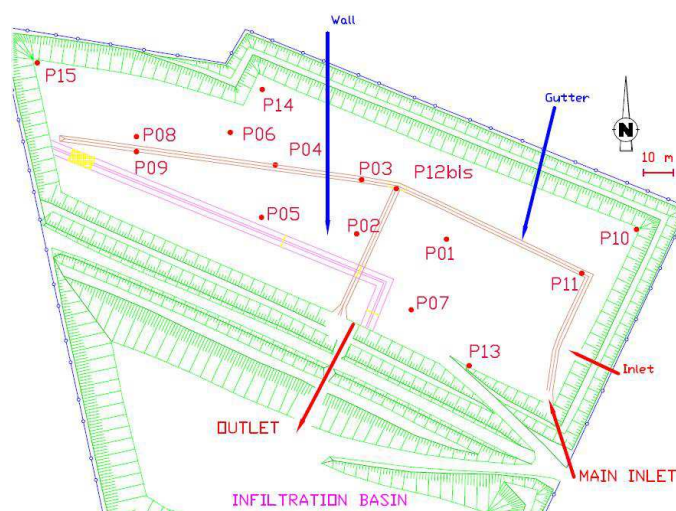 Wall
P15
P14
Gutter
P08
P06
N
P09
P04
10 m
P03
P12bis
P05
P02
P01
P10
P11
P07
P13
Inlet
OUTLET
MAIN INLET
INFILTRATION BASIN